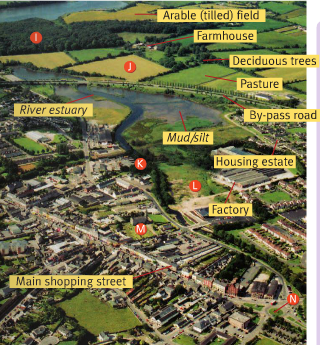 Arable (tilled) field
I
Farmhouse
J
Deciduous trees
Pasture
River estuary
By-pass road
Mud/silt
K
Housing estate
L
Factory
M
Main shopping street
N